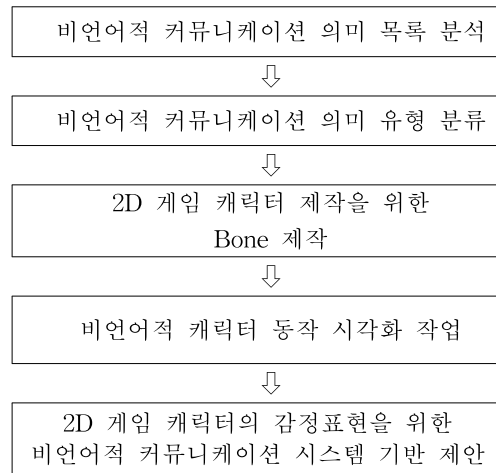 비언어적 커뮤니케이션 의미 목록 분석
비언어적 커뮤니케이션 의미 유형 분류
2D 게임 캐릭터 제작을 위한
Bone 제작
비언어적 캐릭터 동작 시각화 작업
2D 게임 캐릭터의 감정표현을 위한
비언어적 커뮤니케이션 시스템 기반 제안